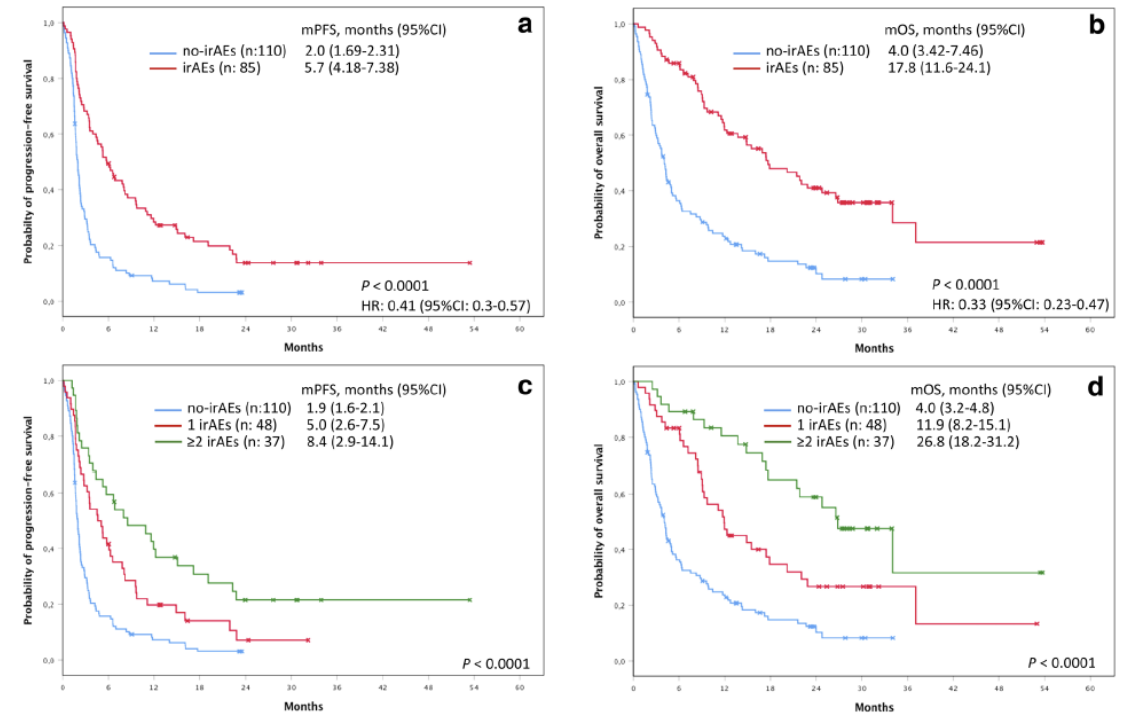 a
mPFS, months (95%CI)
no-irAEs (n:110) 2.0 (1.69-2.31)
irAEs (n: 85) 5.7 (4.18-7.38)
Probability of progression-free survival
1,0
0,8
0,6
0,4
0,2
0,0
P < 0.0001
HR: 0.41 (95%CI: 0.3-0.57)
0 6 12 18 24 30 36 42 48 54 60
Months
b
mOS, months (95%CI)
no-irAEs (n:110) 4.0 (3.42-7.46)
irAEs (n: 85) 17.8 (11.6-24.1)
Probability of overall survival
1,0
0,8
0,6
0,4
0,2
0,0
P < 0.0001
HR: 0.33 (95%CI: 0.23-0.47)
0 6 12 18 24 30 36 42 48 54 60
Months
c
mPFS, months (95%CI)
no-irAEs (n:110) 1.9 (1.6-2.1)
1 irAEs (n: 48) 5.0 (2.6-7.5)
≥2 irAEs (n: 37) 8.4 (2.9-14.1)
Probability of progression-free survival
1,0
0,8
0,6
0,4
0,2
0,0
P < 0.0001
0 6 12 18 24 30 36 42 48 54 60
Months
d
mOS, months (95%CI)
no-irAEs (n:110) 4.0 (3.2-4.8)
1 irAEs (n: 48) 11.9 (8.2-15.1)
≥2 irAEs (n: 37) 26.8 (18.2-31.2)
Probability of overall survival
1,0
0,8
0,6
0,4
0,2
0,0
P < 0.0001
0 6 12 18 24 30 36 42 48 54 60
Months